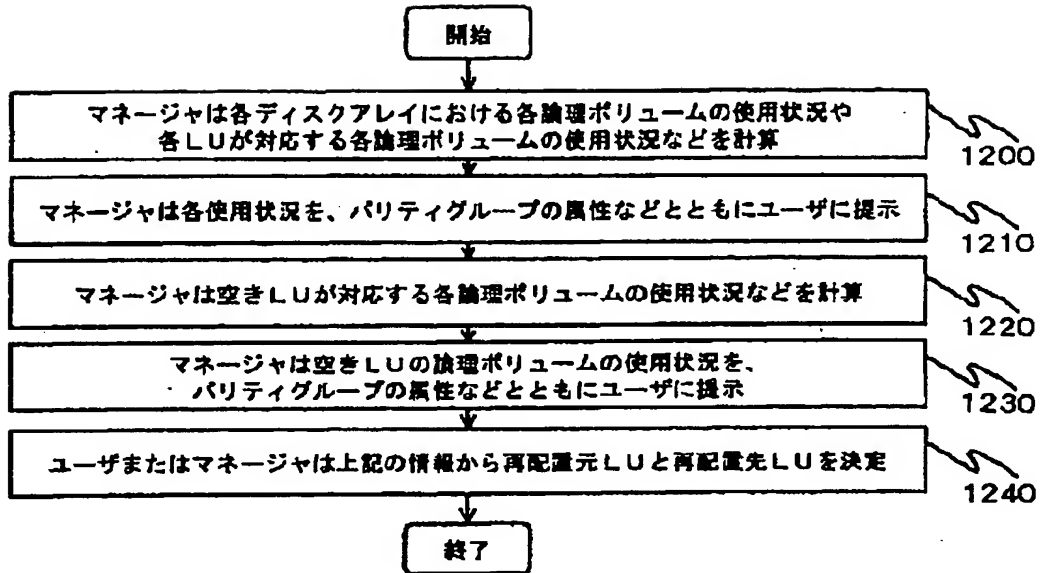 開始
マネージャは各ディスクアレイにおける各論理ボリュームの使用状況や
各LUが対応する各論理ボリュームの使用状況などを計算
1200
マネージャは各使用状況を、パリティグループの属性などとともにユーザに提示
1210
マネージャは空きLUが対応する各論理ボリュームの使用状況などを計算
1220
マネージャは空きLUの論理ボリュームの使用状況を、
パリティグループの属性などとともにユーザに提示
1230
ユーザまたはマネージャは上記の情報から再配置元LUと再配置先LUを決定
1240
終了